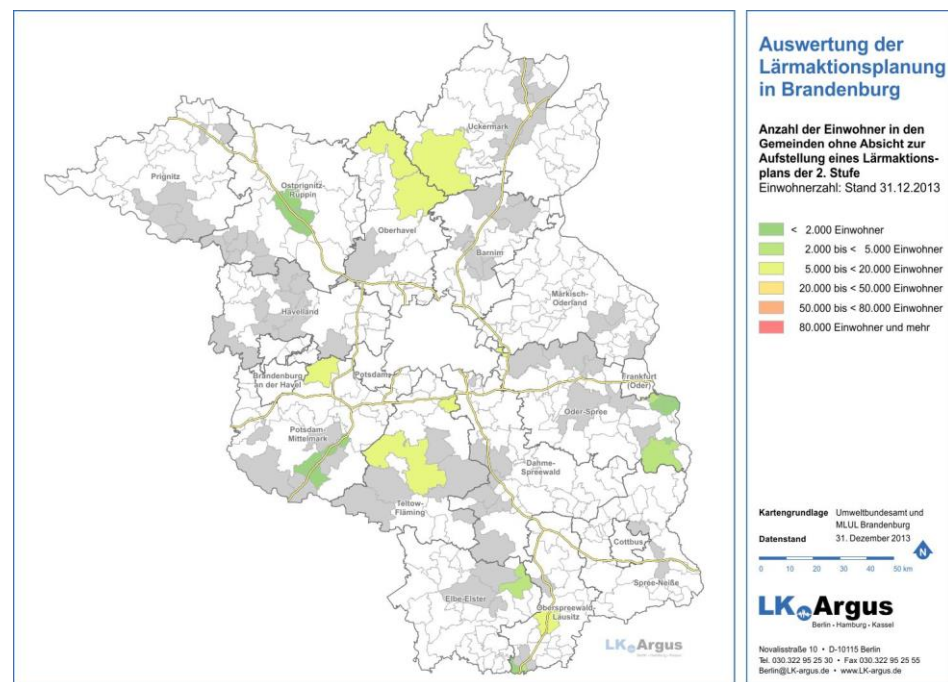 Uckermark
Prignitz
Ostprignitz-
Ruppin
Oberhavel
Barnim
Märkisch-
Oderland
Havelland
Brandenburg
an der Havel
Potsdam
Frankfurt
(Oder)
Oder-Spree
Potsdam-
Mittelmark
Dahme-
Spreewald
Teltow-
Fläming
Cottbus
Spree-Neiße
Elbe-Elster
Oberspreewald-
Lausitz
LK Argus
Berlin - Hamburg - Kassel
Auswertung der
Lärmaktionsplanung
in Brandenburg
Anzahl der Einwohner in den
Gemeinden ohne Absicht zur
Aufstellung eines Lärmaktions-
plans der 2. Stufe
Einwohnerzahl: Stand 31.12.2013
< 2.000 Einwohner
2.000 bis < 5.000 Einwohner
5.000 bis < 20.000 Einwohner
20.000 bis < 50.000 Einwohner
50.000 bis < 80.000 Einwohner
80.000 Einwohner und mehr
Kartengrundlage Umweltbundesamt und
MLUL Brandenburg
Datenstand 31. Dezember 2013
N
0 10 20 30 40 50 km
LK Argus
Berlin - Hamburg - Kassel
Novalisstraße 10 • D-10115 Berlin
Tel. 030.322 95 25 30 • Fax 030.322 95 25 55
Berlin@LK-argus.de • www.LK-argus.de